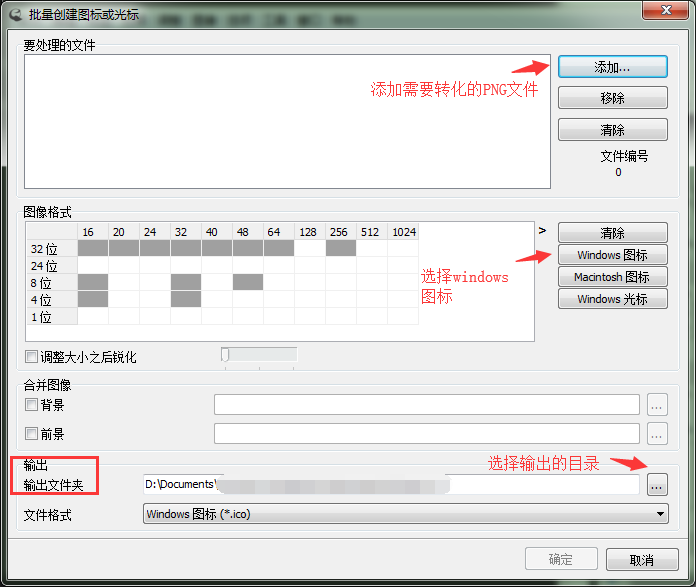 批量创建图标或光标
要处理的文件
添加...
添加需要转化的PNG文件
移除
清除
文件编号
0
图像格式
16 20 24 32 40 48 64 128 256 512 1024
>
清除
32 位
24 位
Windows 图标
8 位
选择windows
图标
Macintosh 图标
4 位
Windows 光标
1 位
调整大小之后锐化
合并图像
背景
...
前景
...
输出
选择输出的目录
输出文件夹
D:\Documents\
...
文件格式
Windows 图标 (*.ico)
确定
取消